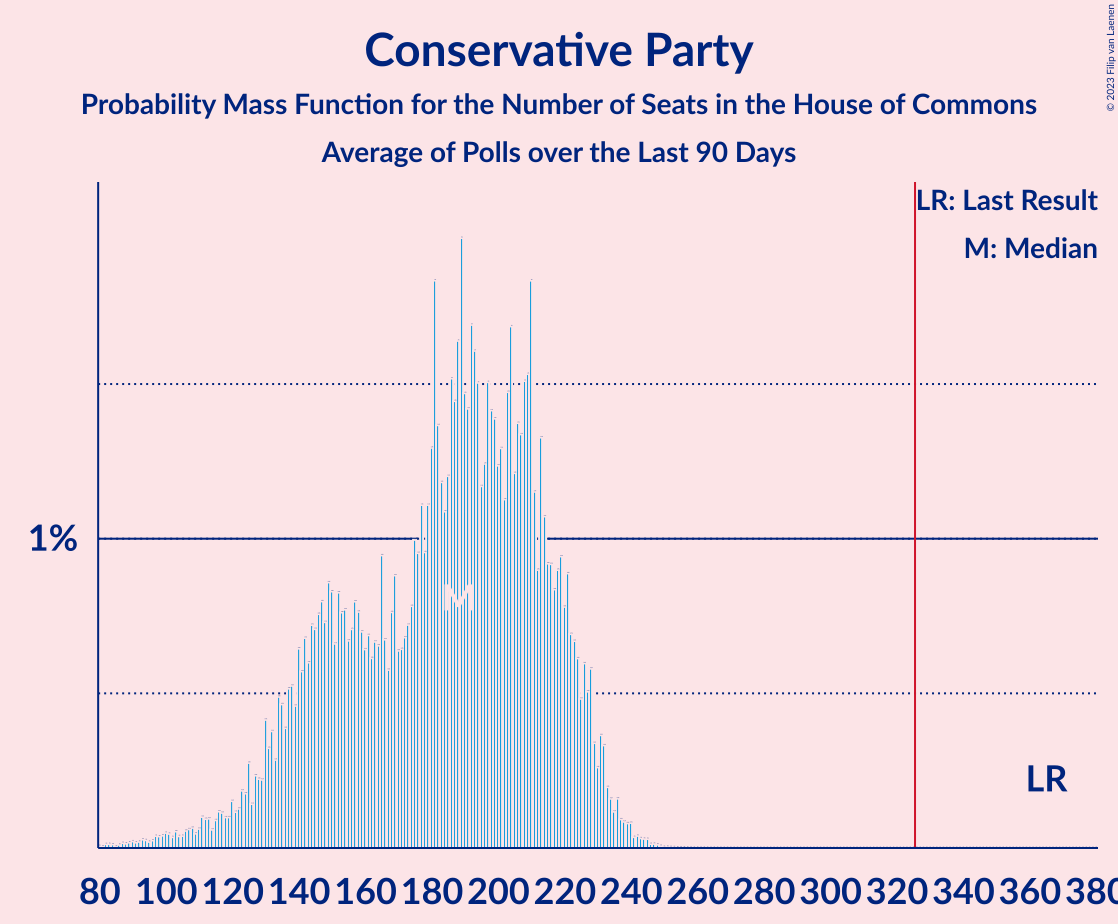 Conservative Party
Probability Mass Function for the Number of Seats in the House of Commons
Average of Polls over the Last 90 Days
© 2023 Filip van Laenen
LR: Last Result
M: Median
1%
M
LR
80 100 120 140 160 180 200 220 240 260 280 300 320 340 360 380